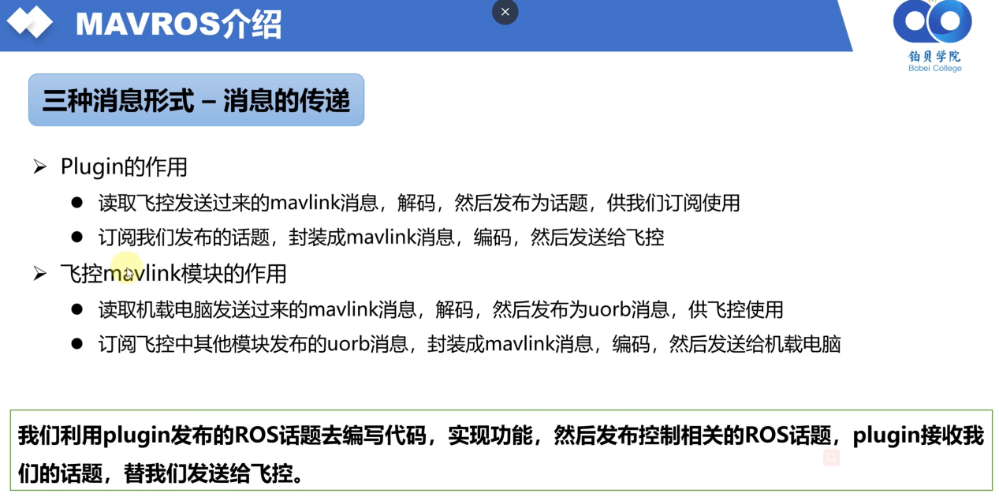 MAVROS介绍
铂贝学院
Bobei College
三种消息形式 – 消息的传递
Plugin的作用
读取飞控发送过来的mavlink消息，解码，然后发布为话题，供我们订阅使用
订阅我们发布的话题，封装成mavlink消息，编码，然后发送给飞控
飞控mavlink模块的作用
读取机载电脑发送过来的mavlink消息，解码，然后发布为uorb消息，供飞控使用
订阅飞控中其他模块发布的uorb消息，封装成mavlink消息，编码，然后发送给机载电脑
我们利用plugin发布的ROS话题去编写代码，实现功能，然后发布控制相关的ROS话题，plugin接收我
们的话题，替我们发送给飞控。